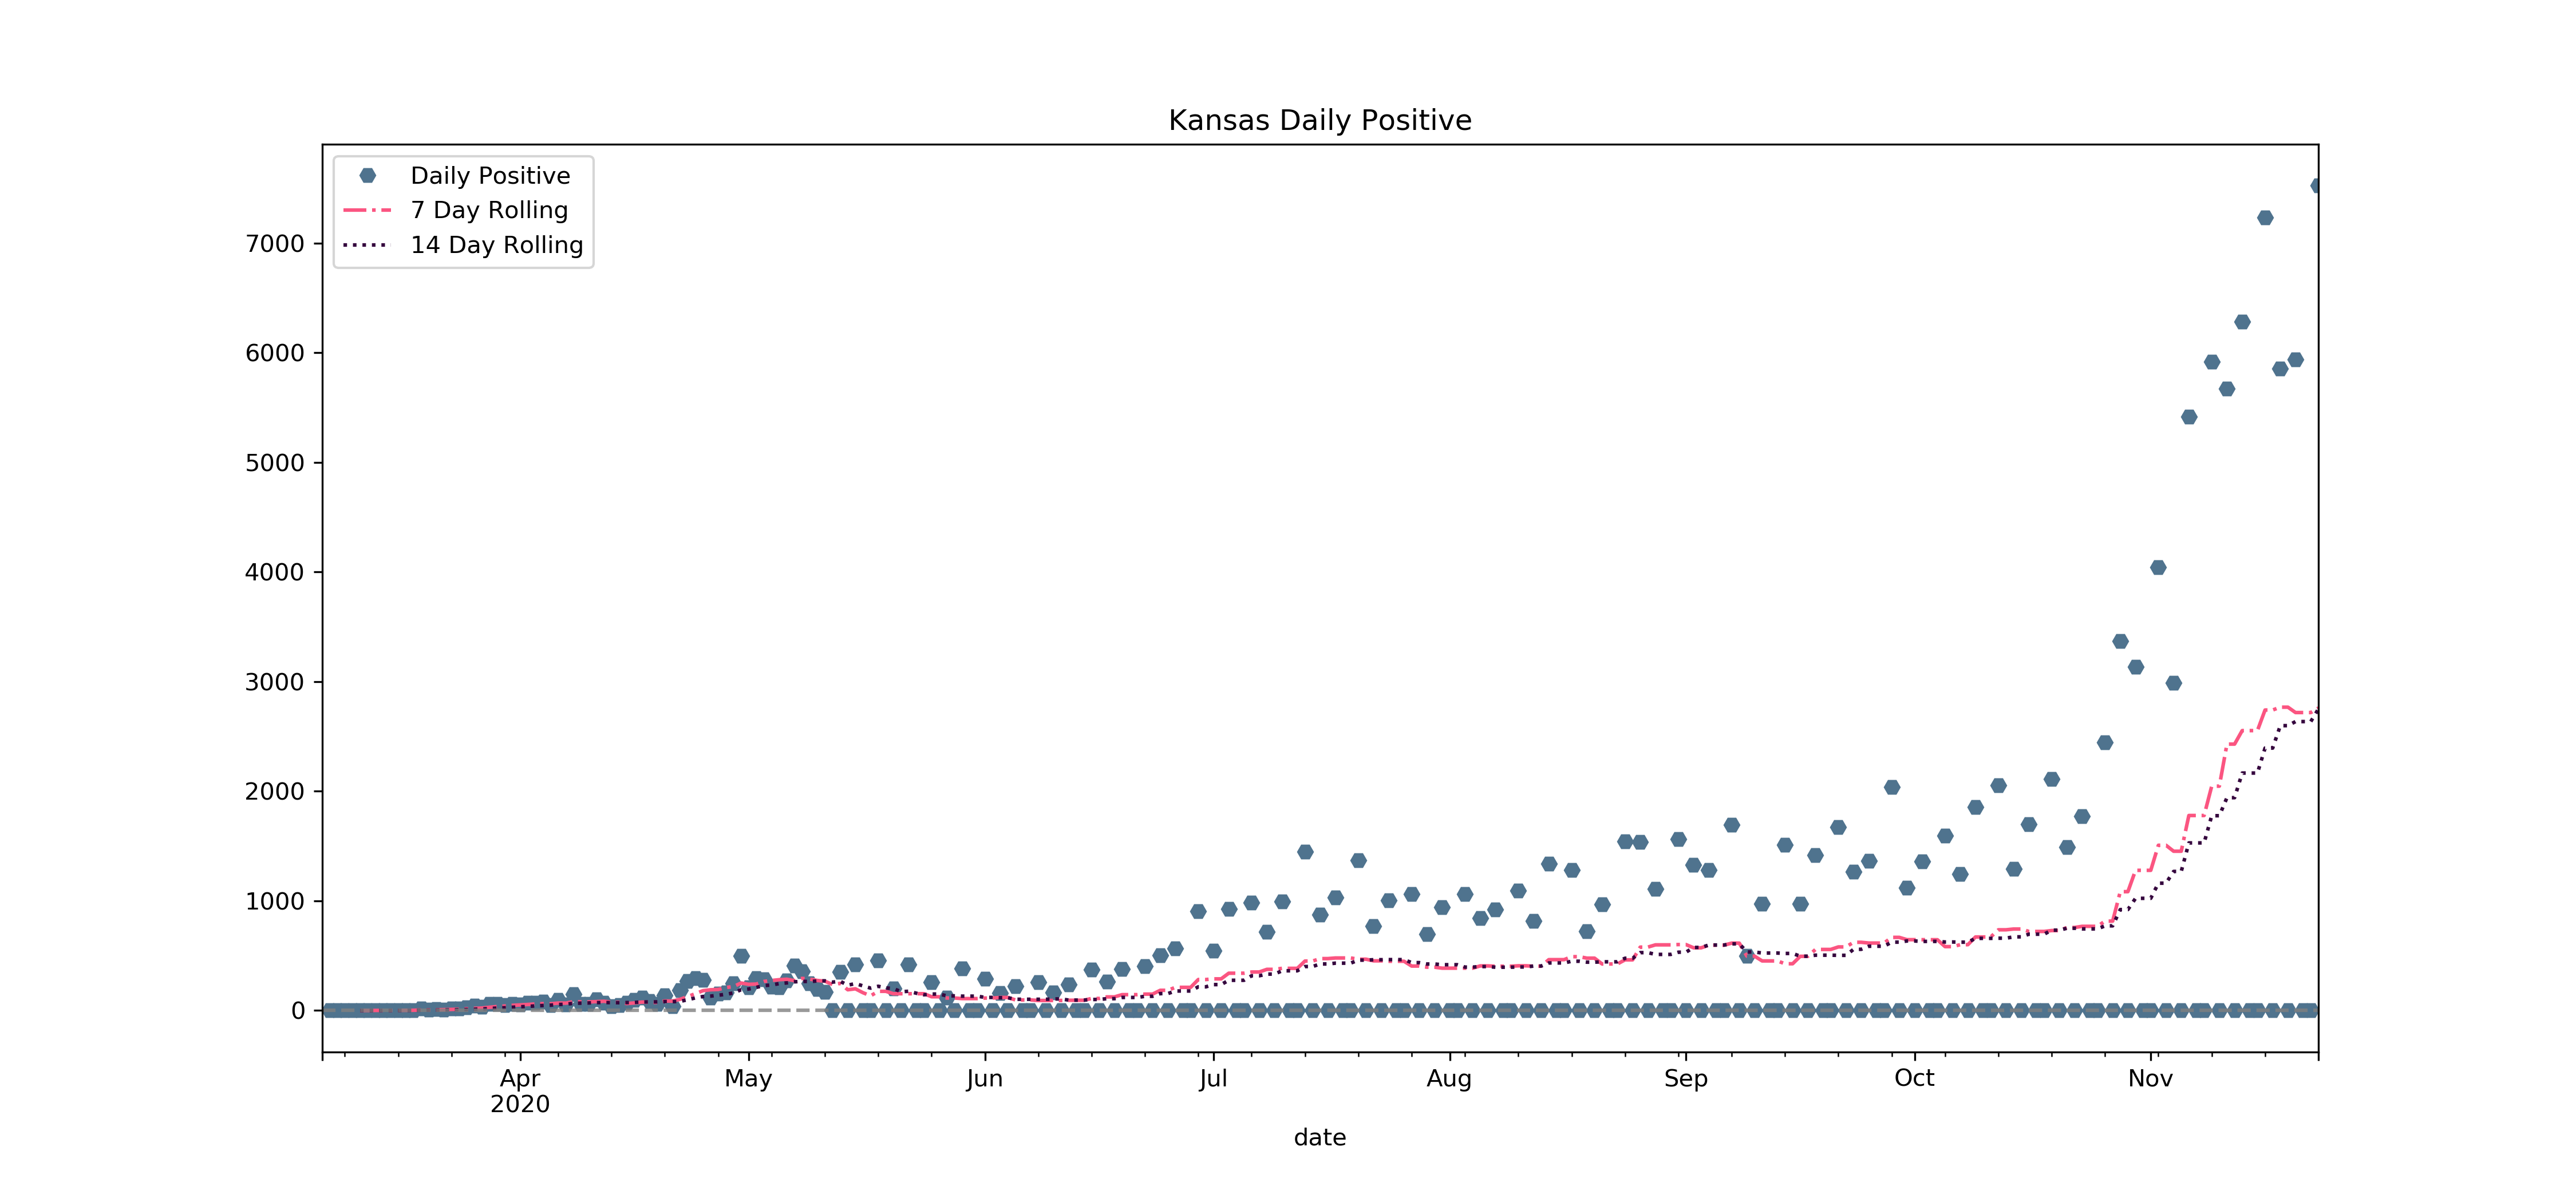 Kansas Daily Positive
Daily Positive
7 Day Rolling
14 Day Rolling
7000
6000
5000
4000
3000
2000
1000
0
Apr May Jun Jul Aug Sep Oct Nov
2020
date